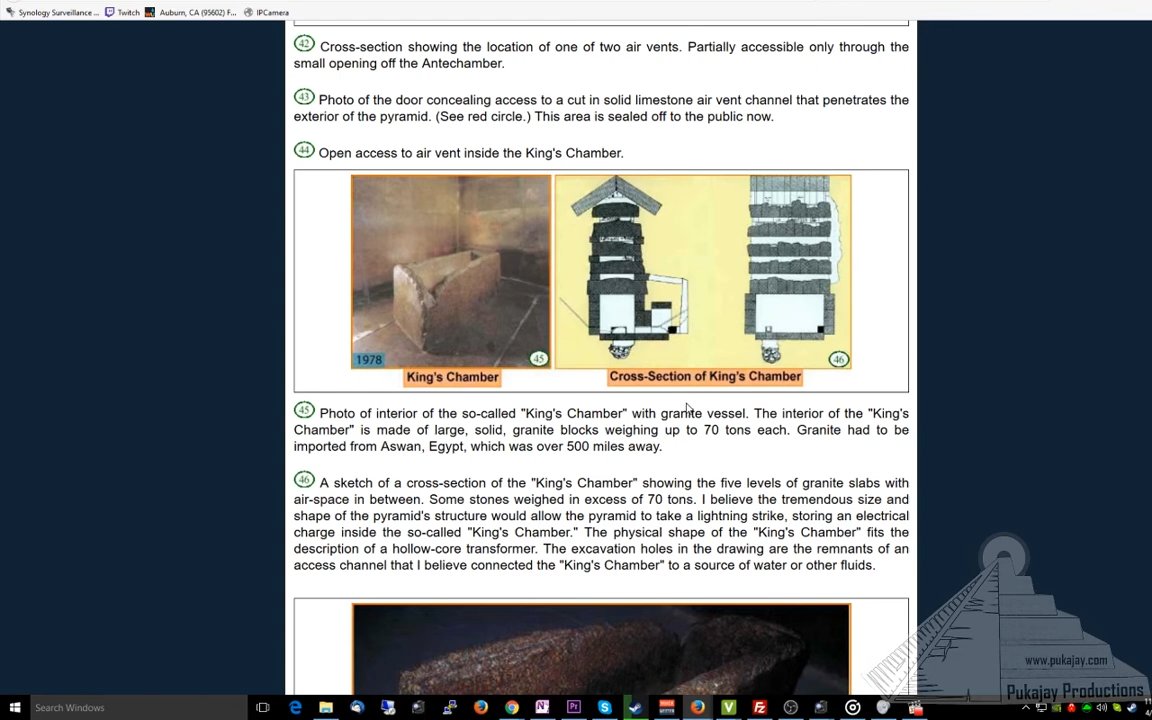 Synology Surveillance ...
Twitch
Auburn, CA (95602) F...
IPCamera
42 Cross-section showing the location of one of two air vents. Partially accessible only through the
small opening off the Antechamber.
43 Photo of the door concealing access to a cut in solid limestone air vent channel that penetrates the
exterior of the pyramid. (See red circle.) This area is sealed off to the public now.
44 Open access to air vent inside the King's Chamber.
1978
45
46
King's Chamber
Cross-Section of King's Chamber
45 Photo of interior of the so-called "King's Chamber" with granite vessel. The interior of the "King's
Chamber" is made of large, solid, granite blocks weighing up to 70 tons each. Granite had to be
imported from Aswan, Egypt, which was over 500 miles away.
46 A sketch of a cross-section of the "King's Chamber" showing the five levels of granite slabs with
air-space in between. Some stones weighed in excess of 70 tons. I believe the tremendous size and
shape of the pyramid's structure would allow the pyramid to take a lightning strike, storing an electrical
charge inside the so-called "King's Chamber." The physical shape of the "King's Chamber" fits the
description of a hollow-core transformer. The excavation holes in the drawing are the remnants of an
access channel that I believe connected the "King's Chamber" to a source of water or other fluids.
www.pukajay.com
Pukajay Productions
Search Windows